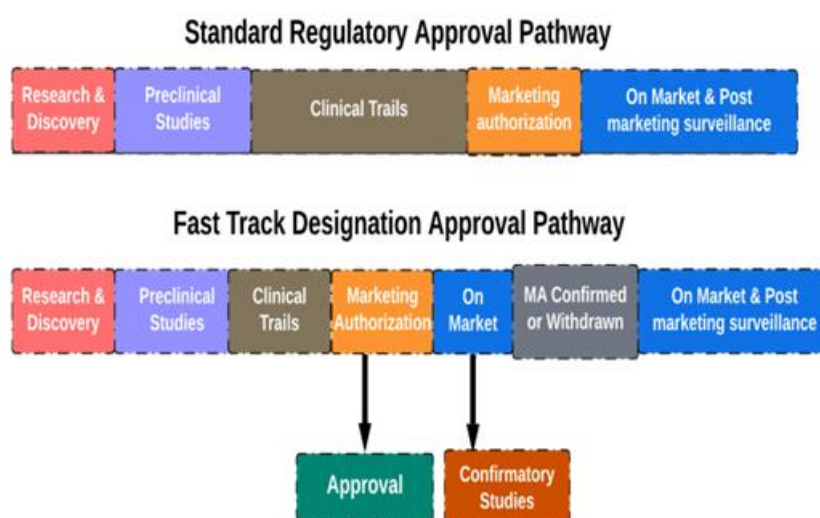 Standard Regulatory Approval Pathway
Research &
Discovery
Preclinical
Studies
Clinical Trails
Marketing
authorization
On Market & Post
marketing surveillance
Fast Track Designation Approval Pathway
Research &
Discovery
Preclinical
Studies
Clinical
Trails
Marketing
Authorization
On
Market
MA Confirmed
or Withdrawn
On Market & Post
marketing surveillance
Approval
Confirmatory
Studies